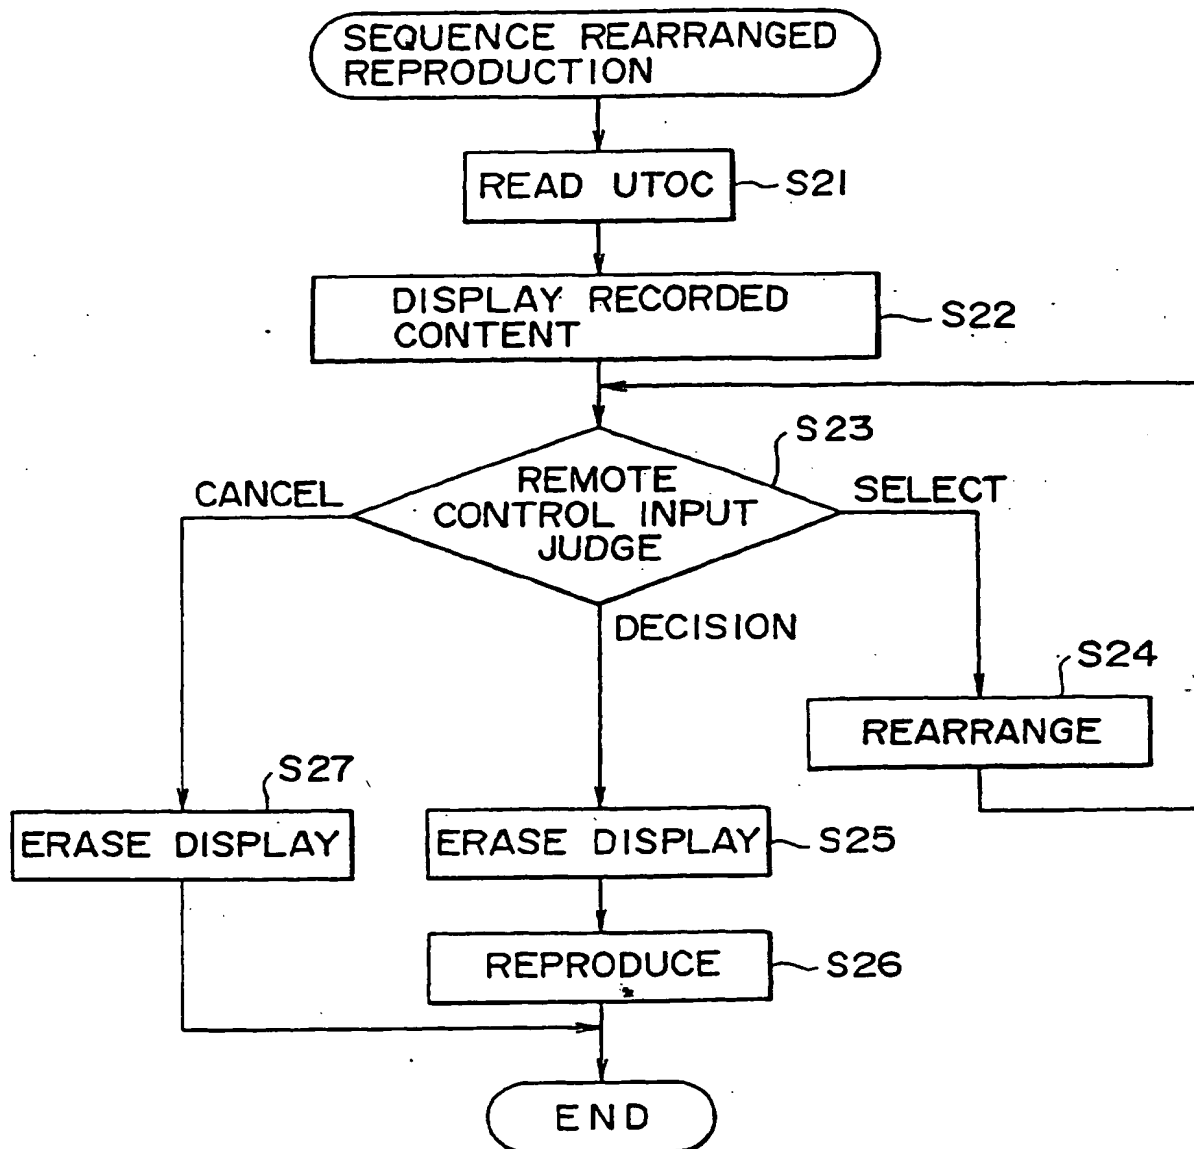 SEQUENCE REARRANGED
REPRODUCTION
READ UTOC
S21
DISPLAY RECORDED
CONTENT
S22
S23
REMOTE
CONTROL INPUT
JUDGE
CANCEL
SELECT
DECISION
S24
REARRANGE
S27
ERASE DISPLAY
ERASE DISPLAY
S25
REPRODUCE
S26
END